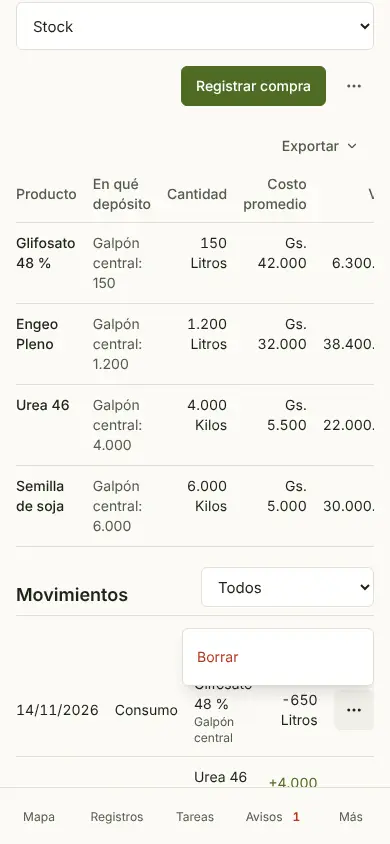 Stock
Registrar compra
Exportar
Producto
En qué depósito
Cantidad
Costo promedio
V
Glifosato 48 %
Galpón central: 150
150 Litros
Gs. 42.000
6.300.
Engeo Pleno
Galpón central: 1.200
1.200 Litros
Gs. 32.000
38.400.
Urea 46
Galpón central: 4.000
4.000 Kilos
Gs. 5.500
22.000.
Semilla de soja
Galpón central: 6.000
6.000 Kilos
Gs. 5.000
30.000.
Movimientos
Todos
Borrar
14/11/2026
Consumo
Glifosato 48 %
Galpón central
-650 Litros
Urea 46
+4.000
Mapa
Registros
Tareas
Avisos 1
Más